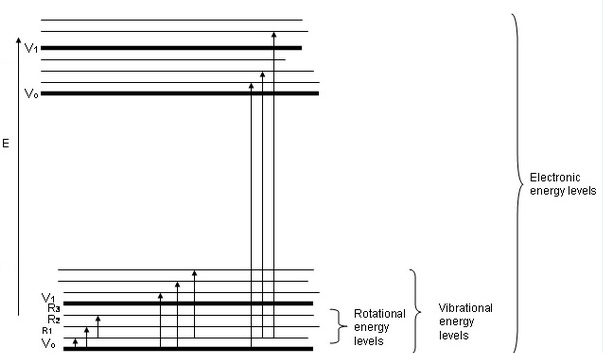 V1
Vo
E
Electronic
energy levels
V1
R3
R2
R1
Vo
Rotational
energy
levels
Vibrational
energy
levels